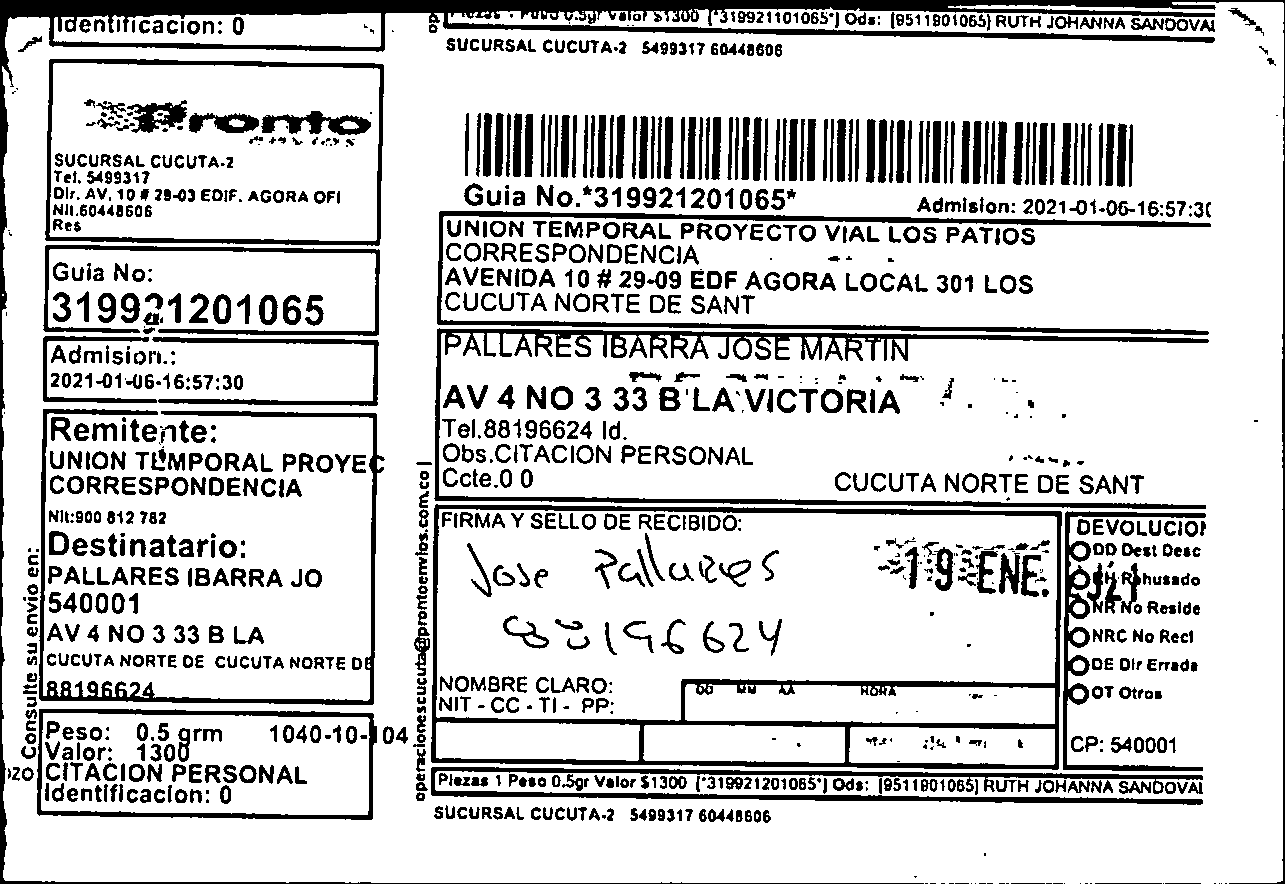 Identificacion: 0
Pronto
envios
SUCURSAL CUCUTA-2
Tel. 5499317
Dir. AV. 10 # 29-03 EDIF. AGORA OFI
Nit.60448606
Res
Guia No:
319921201065
Admision.:
2021-01-06-16:57:30
Remitente:
UNION TEMPORAL PROYEC
CORRESPONDENCIA
Nit:900 812 782
Destinatario:
PALLARES IBARRA JO
540001
AV 4 NO 3 33 B LA
CUCUTA NORTE DE CUCUTA NORTE DE
88196624
Peso: 0.5 grm 1040-10-104
Valor: 1300
CITACION PERSONAL
Identificacion: 0
Consulte su envio en:
operacionescucuta@prontoenvios.com.co |
Piezas 1 Peso 0.5gr Valor $1300 [*319921101065*] Ods: [9511901065] RUTH JOHANNA SANDOVAL
SUCURSAL CUCUTA-2 5499317 60448606
Guia No.*319921201065*
Admision: 2021-01-06-16:57:30
UNION TEMPORAL PROYECTO VIAL LOS PATIOS
CORRESPONDENCIA
AVENIDA 10 # 29-09 EDF AGORA LOCAL 301 LOS
CUCUTA NORTE DE SANT
PALLARES IBARRA JOSE MARTIN
AV 4 NO 3 33 B LA VICTORIA
Tel.88196624 Id.
Obs.CITACION PERSONAL
Ccte.0 0
CUCUTA NORTE DE SANT
FIRMA Y SELLO DE RECIBIDO:
Jose Pallares
88196624
19 ENE. 2021
NOMBRE CLARO:
NIT - CC - TI - PP:
DD MM AA HORA
DEVOLUCION
DD Dest Desc
RH Rehusado
NR No Reside
NRC No Recl
DE Dir Errada
OT Otros
CP: 540001
Piezas 1 Peso 0.5gr Valor $1300 [*319921201065*] Ods: [9511901065] RUTH JOHANNA SANDOVAL
SUCURSAL CUCUTA-2 5499317 60448606